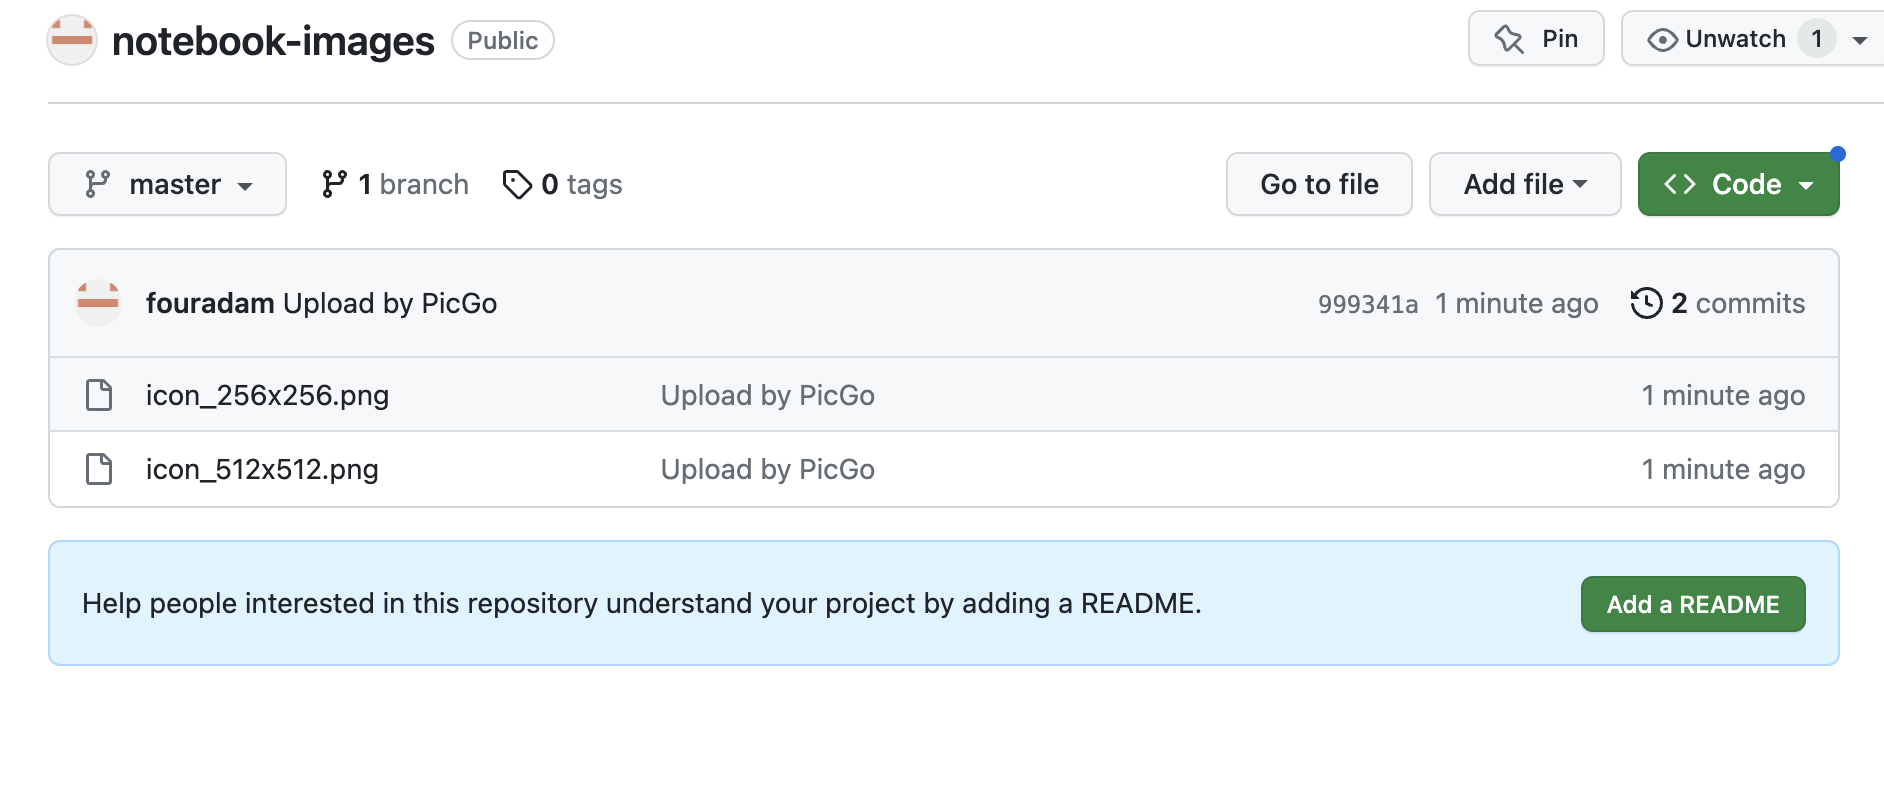 notebook-images Public Pin Unwatch 1
master 1 branch 0 tags Go to file Add file Code
fouradam Upload by PicGo 999341a 1 minute ago 2 commits
icon_256x256.png Upload by PicGo 1 minute ago
icon_512x512.png Upload by PicGo 1 minute ago
Help people interested in this repository understand your project by adding a README. Add a README